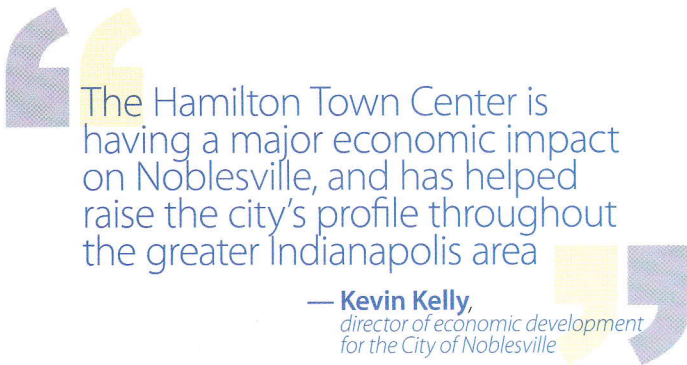 The Hamilton Town Center is
having a major economic impact
on Noblesville, and has helped
raise the city's profile throughout
the greater Indianapolis area
— Kevin Kelly,
director of economic development
for the City of Noblesville